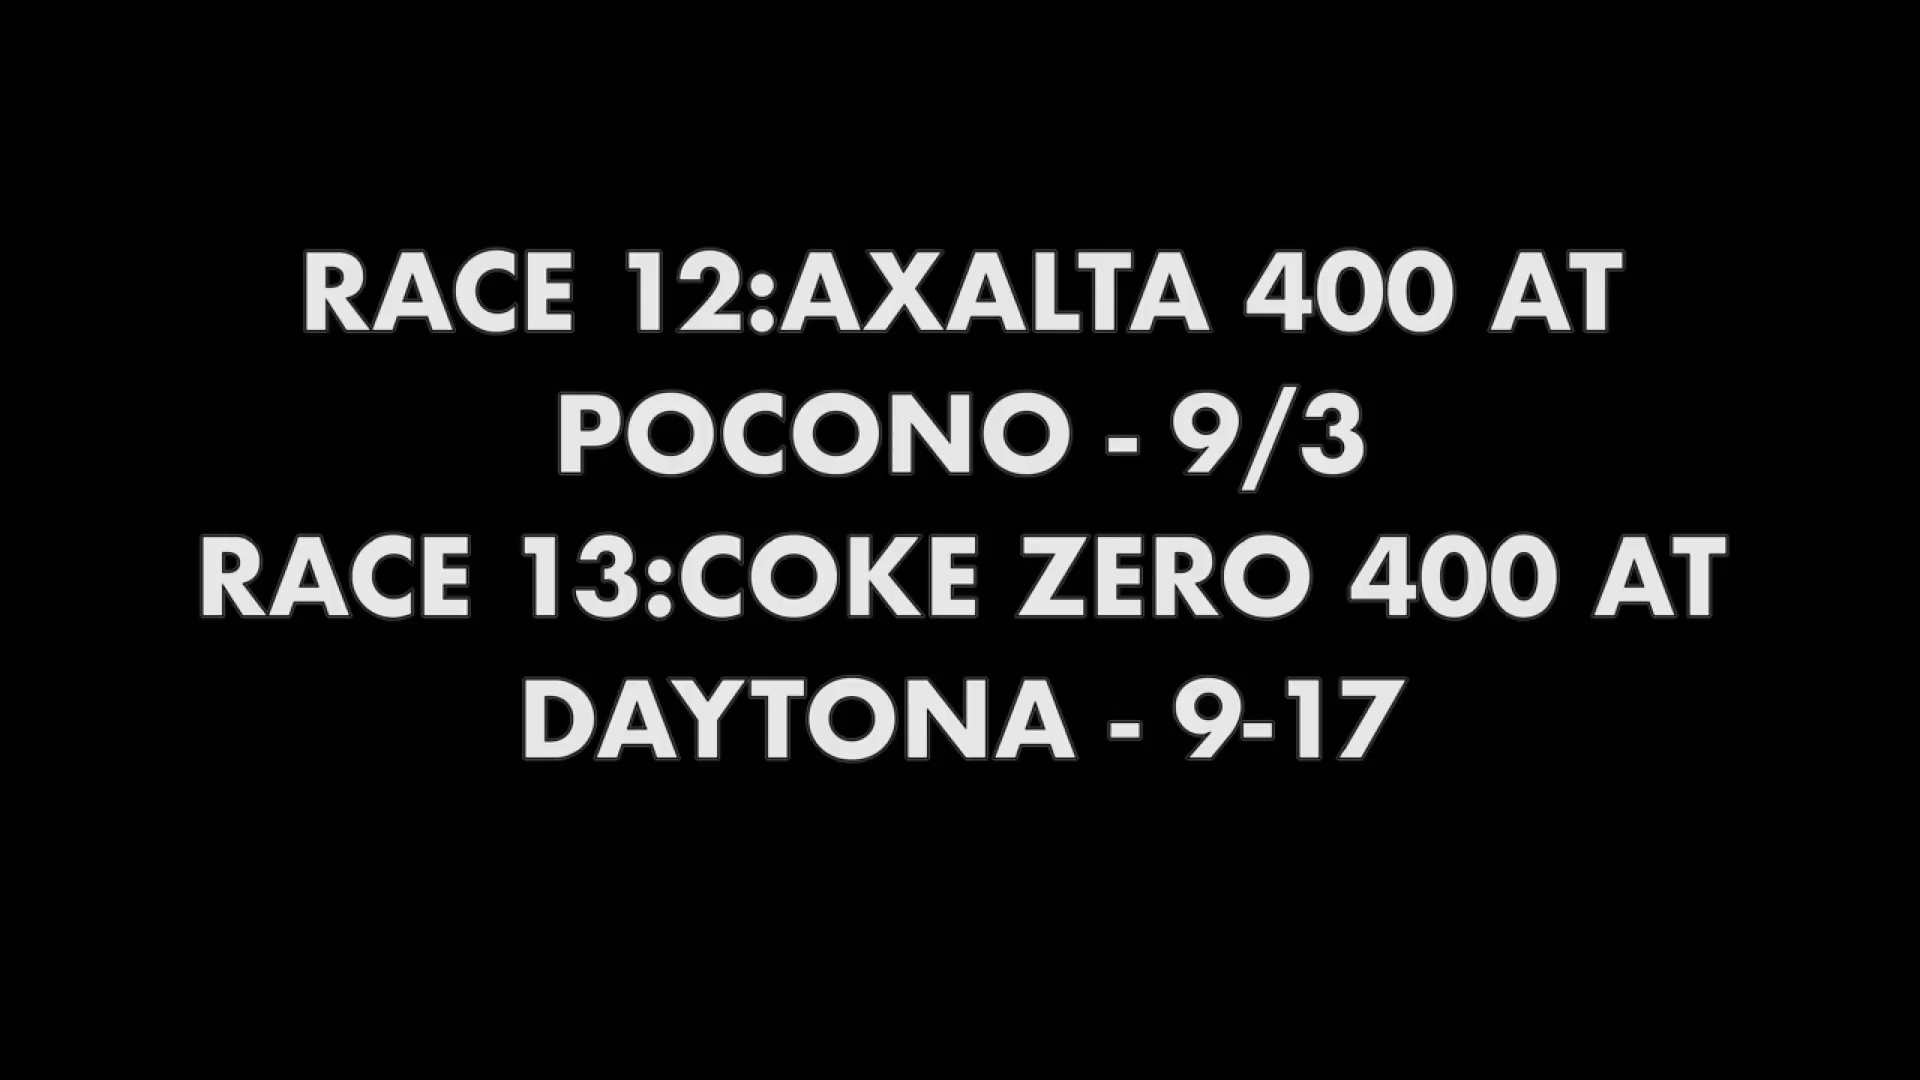 RACE 12:AXALTA 400 AT
POCONO - 9/3
RACE 13:COKE ZERO 400 AT
DAYTONA - 9-17